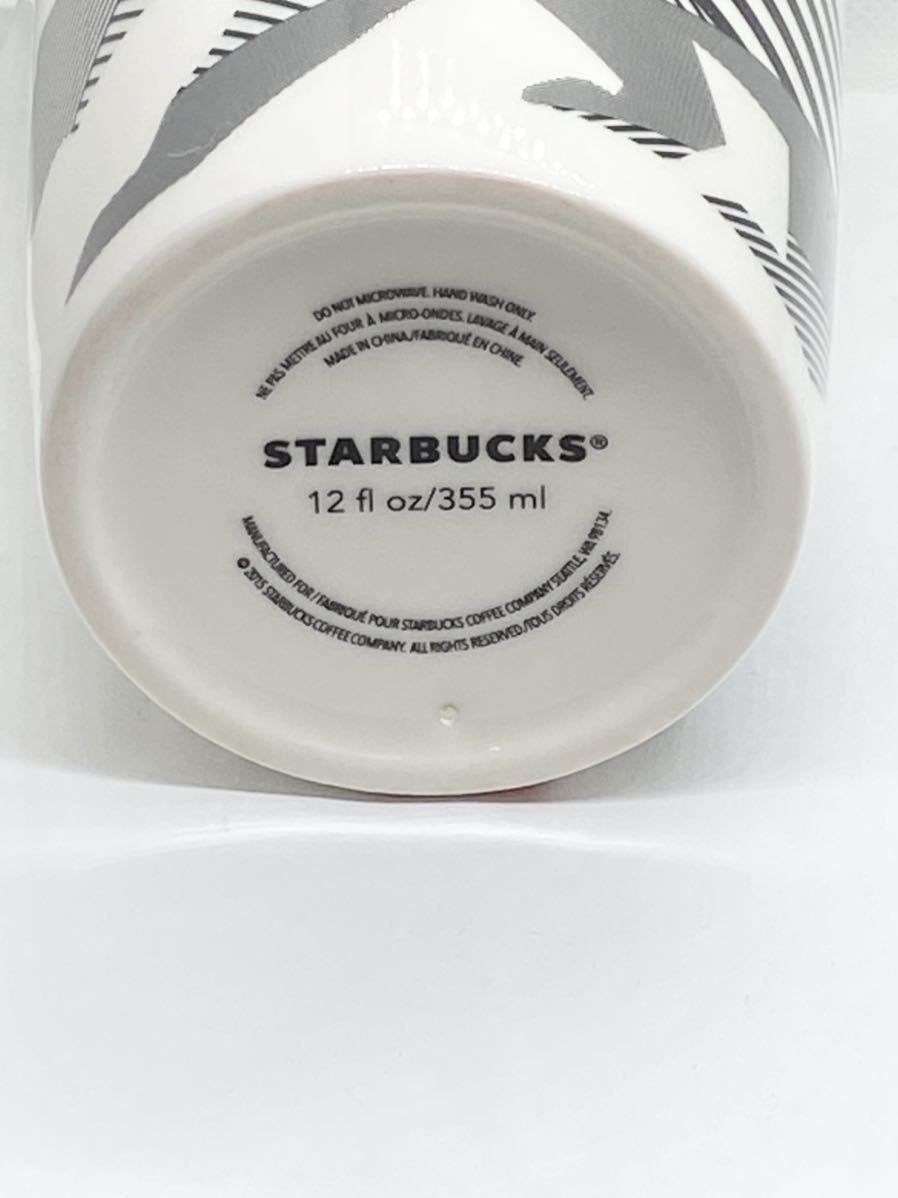 DO NOT MICROWAVE. HAND WASH ONLY.
NE PAS METTRE AU FOUR À MICRO-ONDES. LAVAGE À MAIN SEULEMENT.
MADE IN CHINA/FABRIQUÉ EN CHINE.
STARBUCKS®
12 fl oz/355 ml
MANUFACTURED FOR / FABRIQUÉ POUR STARBUCKS COFFEE COMPANY SEATTLE, WA 98134.
© 2015 STARBUCKS COFFEE COMPANY. ALL RIGHTS RESERVED/TOUS DROITS RÉSERVÉS.